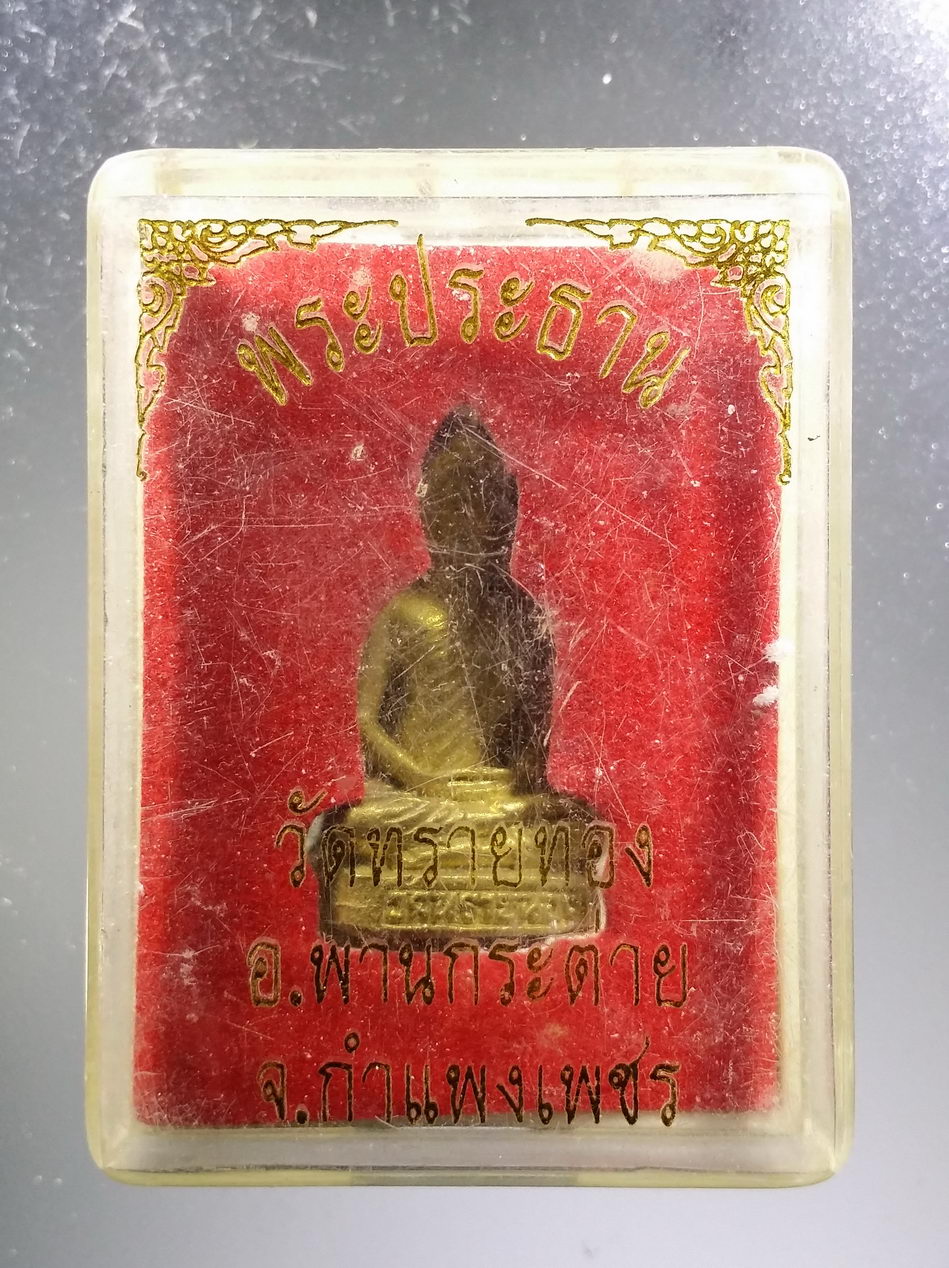 พระประธาน
วัดทรายทอง
อ.พานกระต่าย
จ.กำแพงเพชร